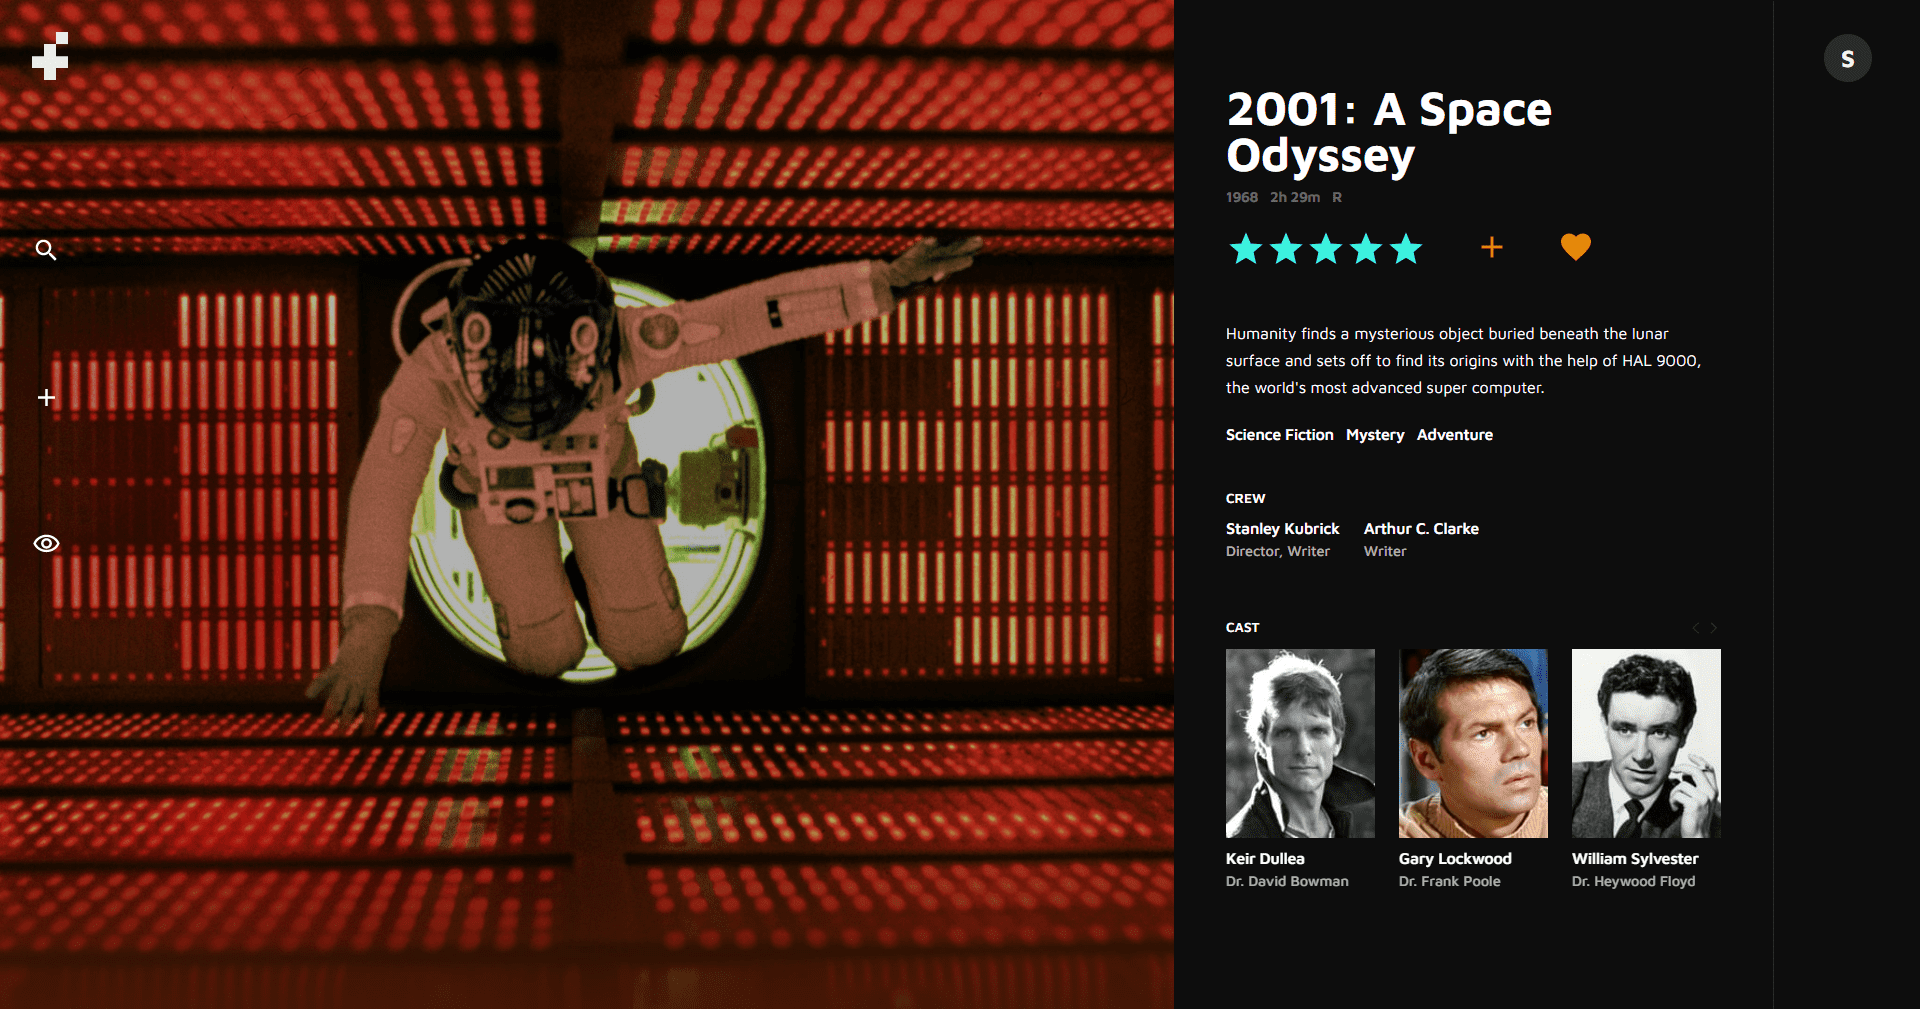 S
2001: A Space
Odyssey
1968 2h 29m R
Humanity finds a mysterious object buried beneath the lunar
surface and sets off to find its origins with the help of HAL 9000,
the world's most advanced super computer.
Science Fiction Mystery Adventure
CREW
Stanley Kubrick Arthur C. Clarke
Director, Writer Writer
CAST
Keir Dullea Gary Lockwood William Sylvester
Dr. David Bowman Dr. Frank Poole Dr. Heywood Floyd